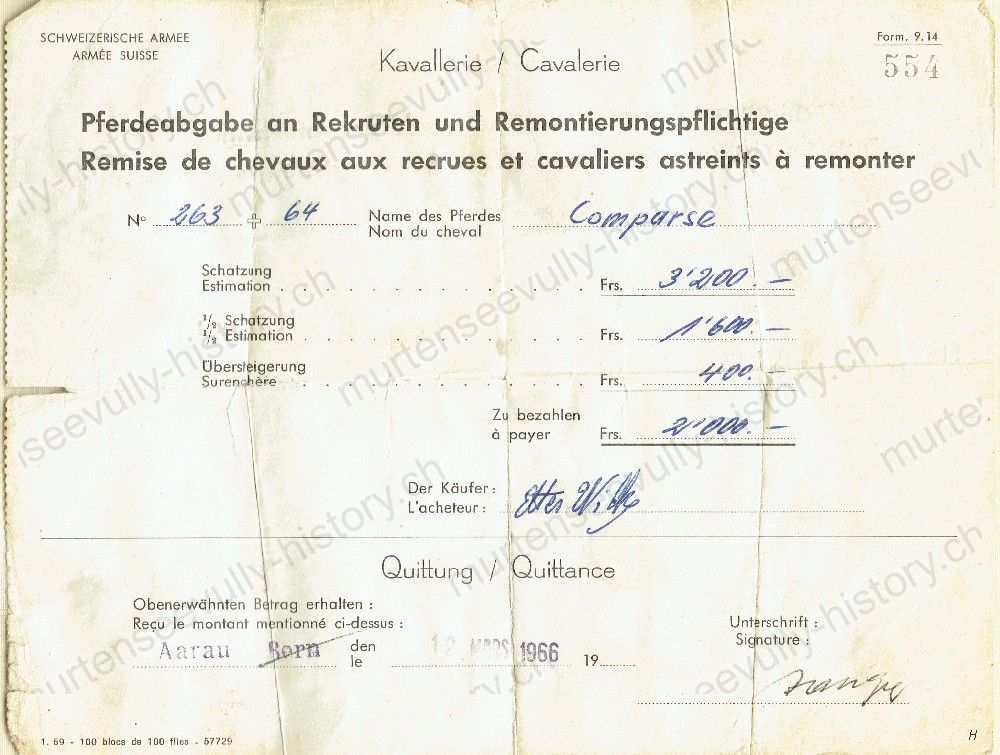 SCHWEIZERISCHE ARMEE
ARMÉE SUISSE
Form. 9.14
554
Kavallerie / Cavalerie
Pferdeabgabe an Rekruten und Remontierungspflichtige
Remise de chevaux aux recrues et cavaliers astreints à remonter
N° 263 + 64
Name des Pferdes
Nom du cheval
Comparse
Schatzung
Estimation . . . . . . . . . . . . Frs. 3'200.—
½ Schatzung
½ Estimation . . . . . . . . . . . . Frs. 1'600.—
Übersteigerung
Surenchère . . . . . . . . . . . . Frs. 400.—
Zu bezahlen
à payer Frs. 2'000.—
Der Käufer :
L'acheteur : Etter Willy
Quittung / Quittance
Obenerwähnten Betrag erhalten :
Reçu le montant mentionné ci-dessus :
Aarau Bern den
le 12 MARS 1966 19
Unterschrift :
Signature :
1. 59 - 100 blocs de 100 flles - 57729
H
murtenseevully-history.ch